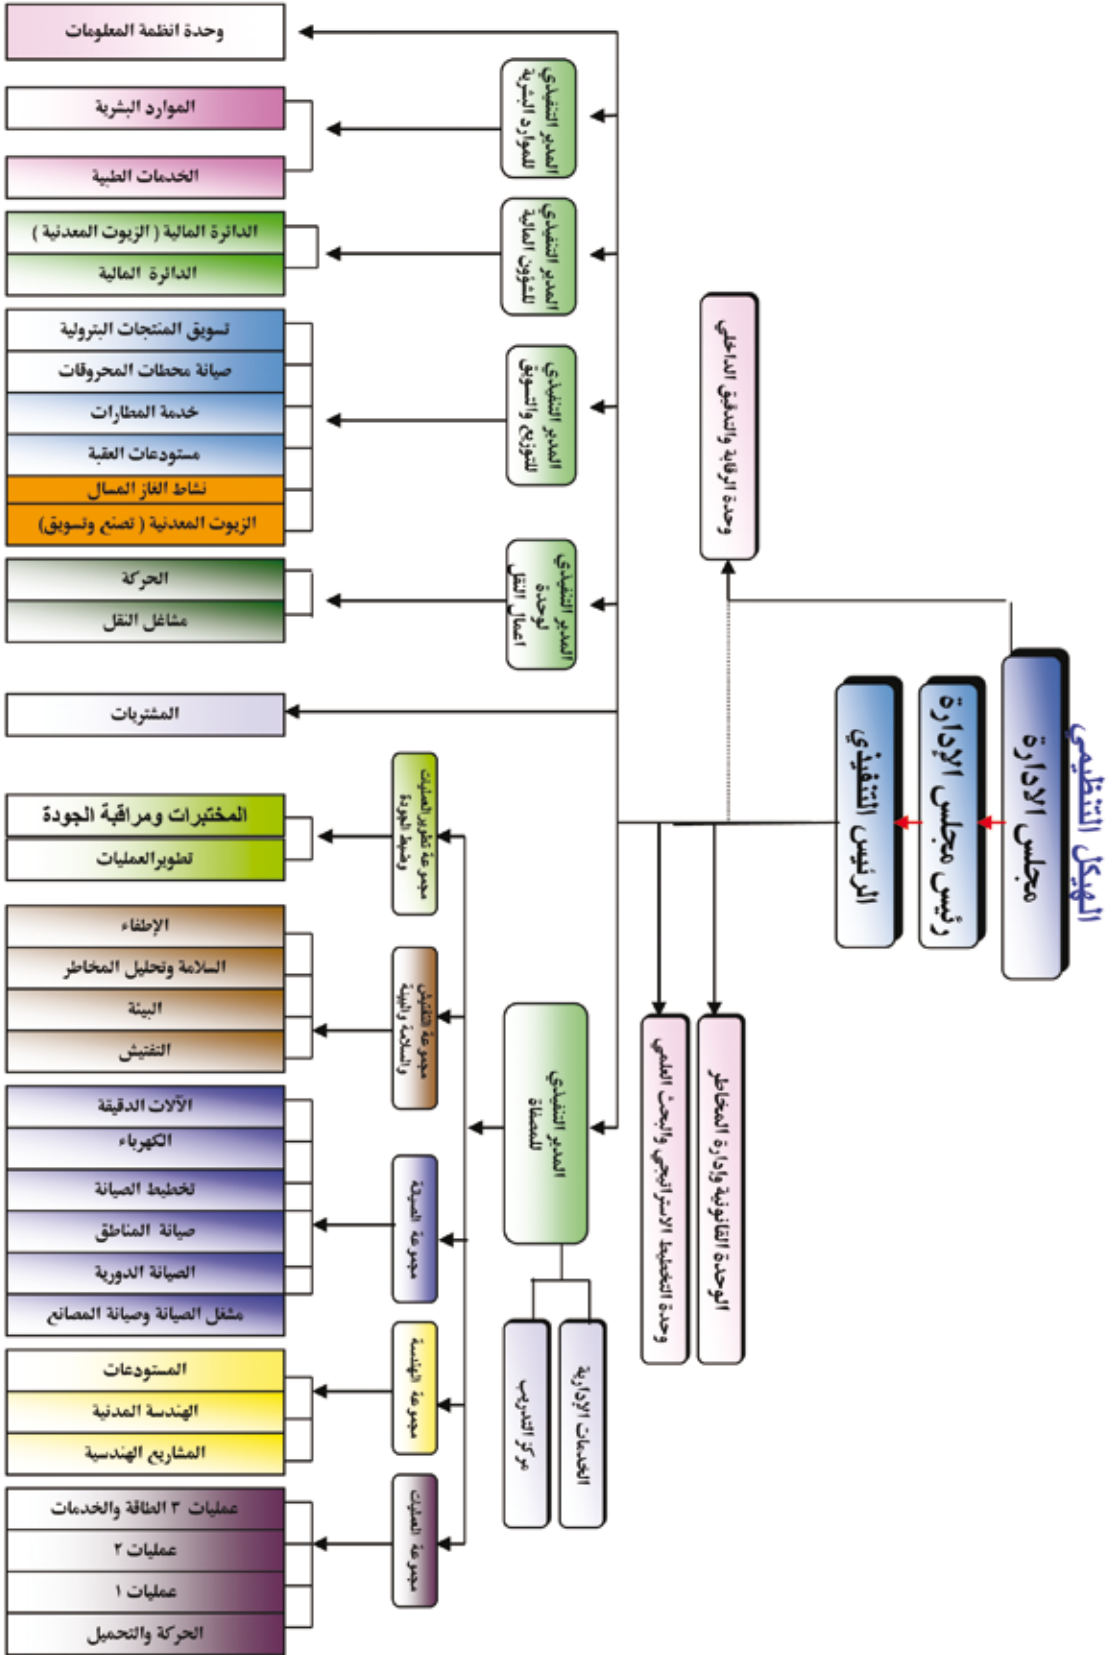 الهيكل التنظيمي
مجلس الادارة
رئيس مجلس الإدارة
الرئيس التنفيذي
وحدة الرقابة والتدقيق الداخلي
الوحدة القانونية وإدارة المخاطر
وحدة التخطيط الاستراتيجي والبحث العلمي
وحدة انظمة المعلومات
المدير التنفيذي
للموارد البشرية
الموارد البشرية
الخدمات الطبية
المدير التنفيذي
للشؤون المالية
الدائرة المالية ( الزيوت المعدنية )
الدائرة المالية
المدير التنفيذي
للتوزيع والتسويق
تسويق المنتجات البترولية
صيانة محطات المحروقات
خدمة المطارات
مستودعات العقبة
نشاط الغاز المسال
الزيوت المعدنية ( تصنع وتسويق)
المدير التنفيذي
لوحدة
اعمال النقل
الحركة
مشاغل النقل
المشتريات
المدير التنفيذي
للمصفاة
الخدمات الإدارية
مركز التدريب
مجموعة تطوير العمليات
وضبط الجودة
المختبرات ومراقبة الجودة
تطوير العمليات
مجموعة التفتيش
والسلامة والبيئة
الإطفاء
السلامة وتحليل المخاطر
البيئة
التفتيش
مجموعة الصيانة
الآلات الدقيقة
الكهرباء
تخطيط الصيانة
صيانة المناطق
الصيانة الدورية
مشغل الصيانة وصيانة المصانع
مجموعة الهندسة
المستودعات
الهندسة المدنية
المشاريع الهندسية
مجموعة العمليات
عمليات ٣ الطاقة والخدمات
عمليات ٢
عمليات ١
الحركة والتحميل